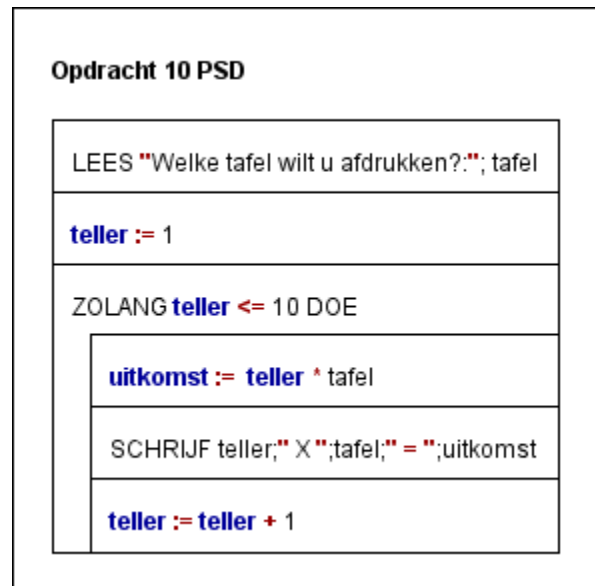 Opdracht 10 PSD
LEES "Welke tafel wilt u afdrukken?:"; tafel
teller := 1
ZOLANG teller <= 10 DOE
uitkomst := teller * tafel
SCHRIJF teller;" X ";tafel;" = ";uitkomst
teller := teller + 1